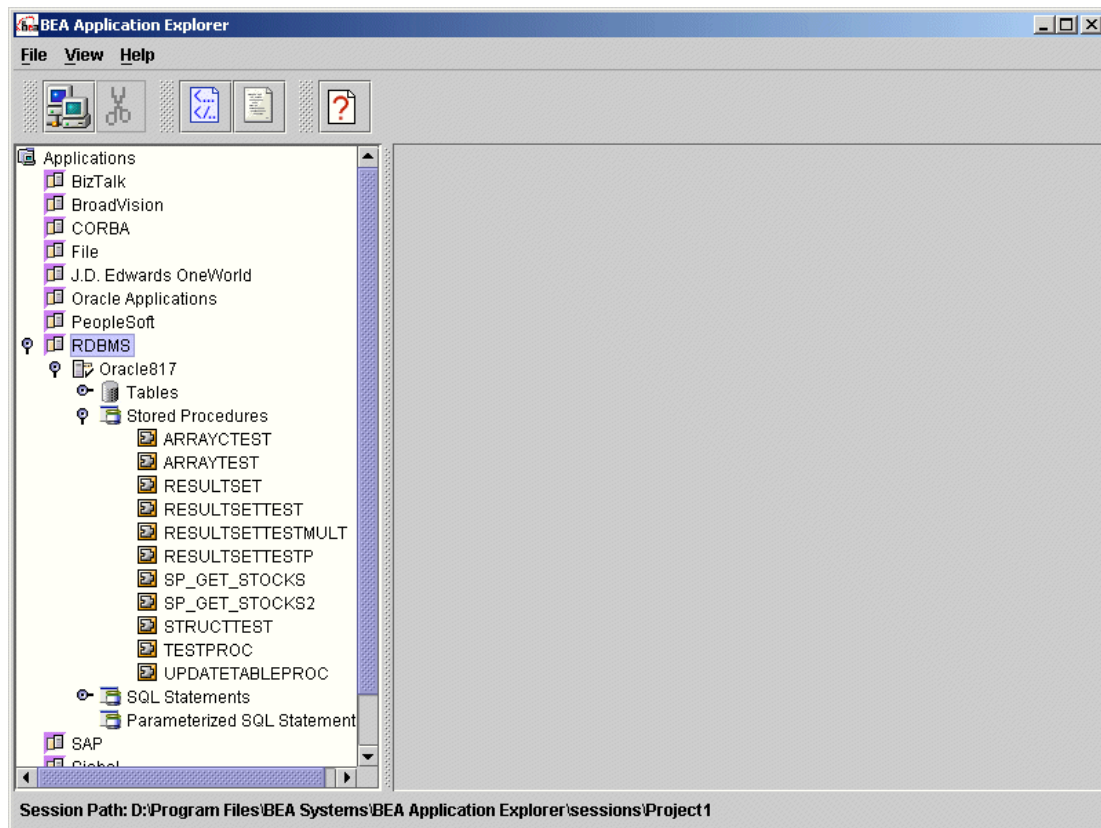 BEA Application Explorer
File View Help
Applications
BizTalk
BroadVision
CORBA
File
J.D. Edwards OneWorld
Oracle Applications
PeopleSoft
RDBMS
Oracle817
Tables
Stored Procedures
ARRAYCTEST
ARRAYTEST
RESULTSET
RESULTSETTEST
RESULTSETTESTMULT
RESULTSETTESTP
SP_GET_STOCKS
SP_GET_STOCKS2
STRUCTTEST
TESTPROC
UPDATETABLEPROC
SQL Statements
Parameterized SQL Statement
SAP
Session Path: D:\Program Files\BEA Systems\BEA Application Explorer\sessions\Project1